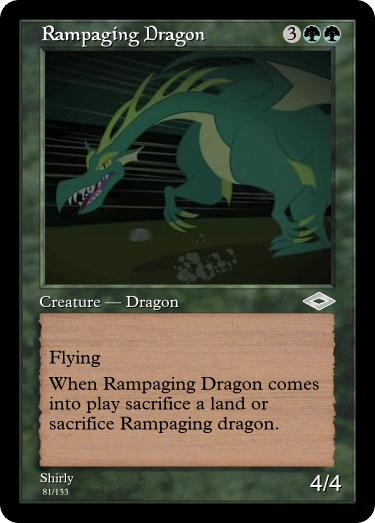 Rampaging Dragon 3
Creature — Dragon
Flying
When Rampaging Dragon comes
into play sacrifice a land or
sacrifice Rampaging dragon.
Shirly
81/133
4/4